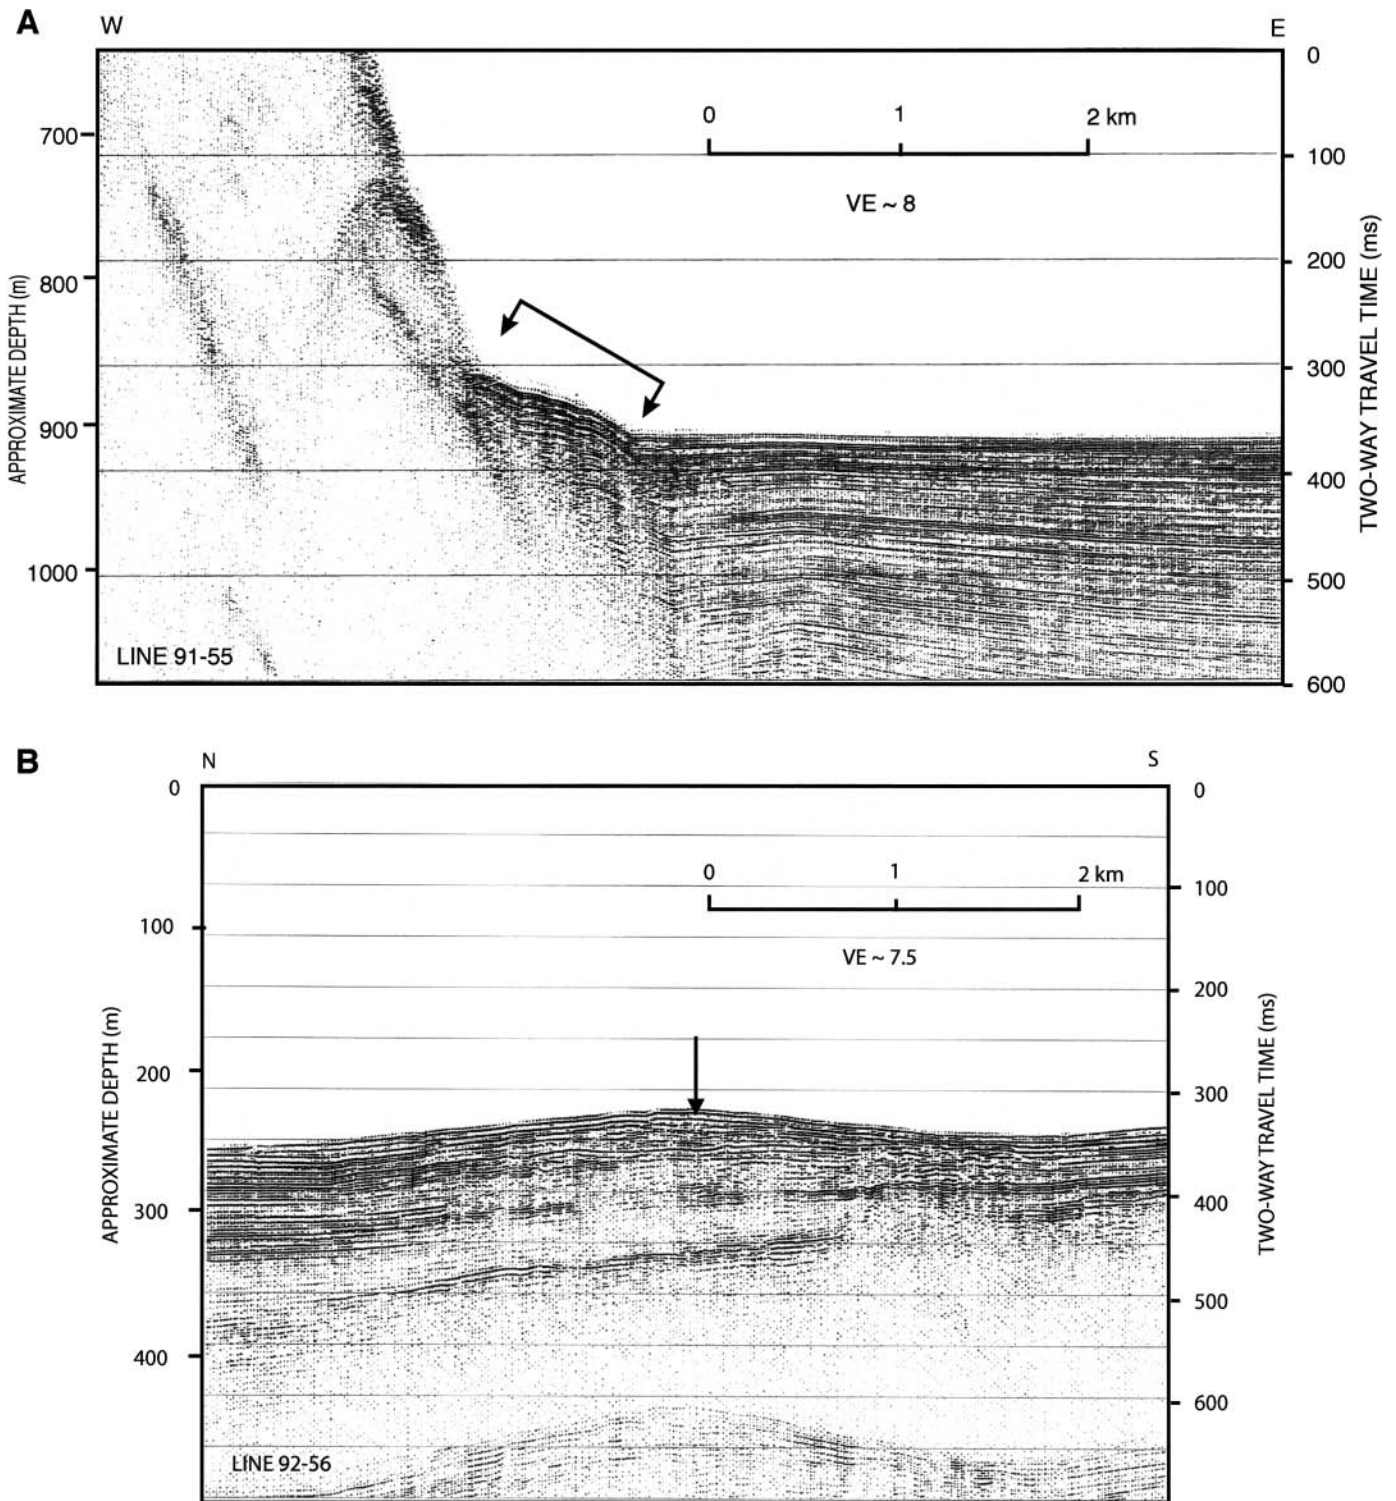 A
W
E
0
0 1 2 km
700
100
VE ~ 8
200
800
300
APPROXIMATE DEPTH (m)
TWO-WAY TRAVEL TIME (ms)
900
400
1000
500
LINE 91-55
600
B
N
S
0
0
0 1 2 km
100
100
VE ~ 7.5
200
200
300
APPROXIMATE DEPTH (m)
TWO-WAY TRAVEL TIME (ms)
300
400
500
400
600
LINE 92-56